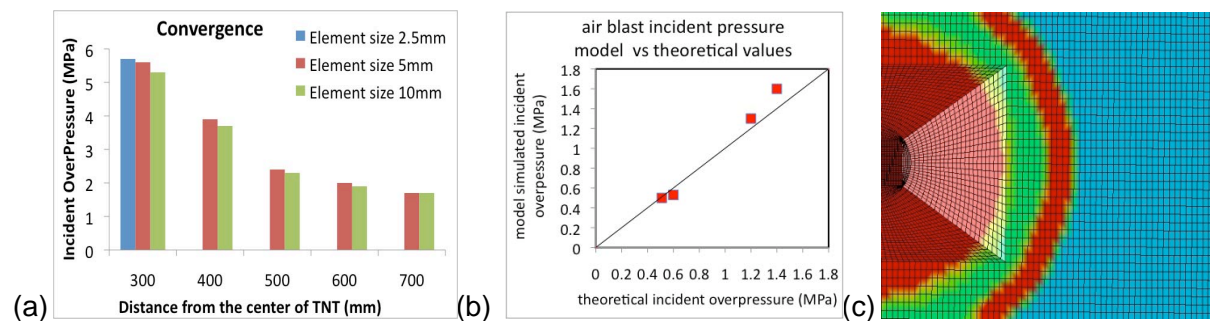 Convergence
Incident OverPressure (MPa)
6
5
4
3
2
1
0
Element size 2.5mm
Element size 5mm
Element size 10mm
300 400 500 600 700
Distance from the center of TNT (mm)
(a)
air blast incident pressure
model vs theoretical values
model simulated incident
overpessure (MPa)
1.8
1.6
1.4
1.2
1
0.8
0.6
0.4
0.2
0
0 0.2 0.4 0.6 0.8 1 1.2 1.4 1.6 1.8
theoretical incident overpressure (MPa)
(b)
(c)